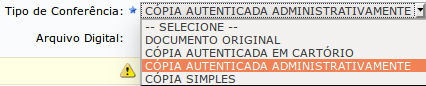 Tipo de Conferência: * CÓPIA AUTENTICADA ADMINISTRATIVAMENTE
-- SELECIONE --
Arquivo Digital: DOCUMENTO ORIGINAL
CÓPIA AUTENTICADA EM CARTÓRIO
CÓPIA AUTENTICADA ADMINISTRATIVAMENTE
CÓPIA SIMPLES